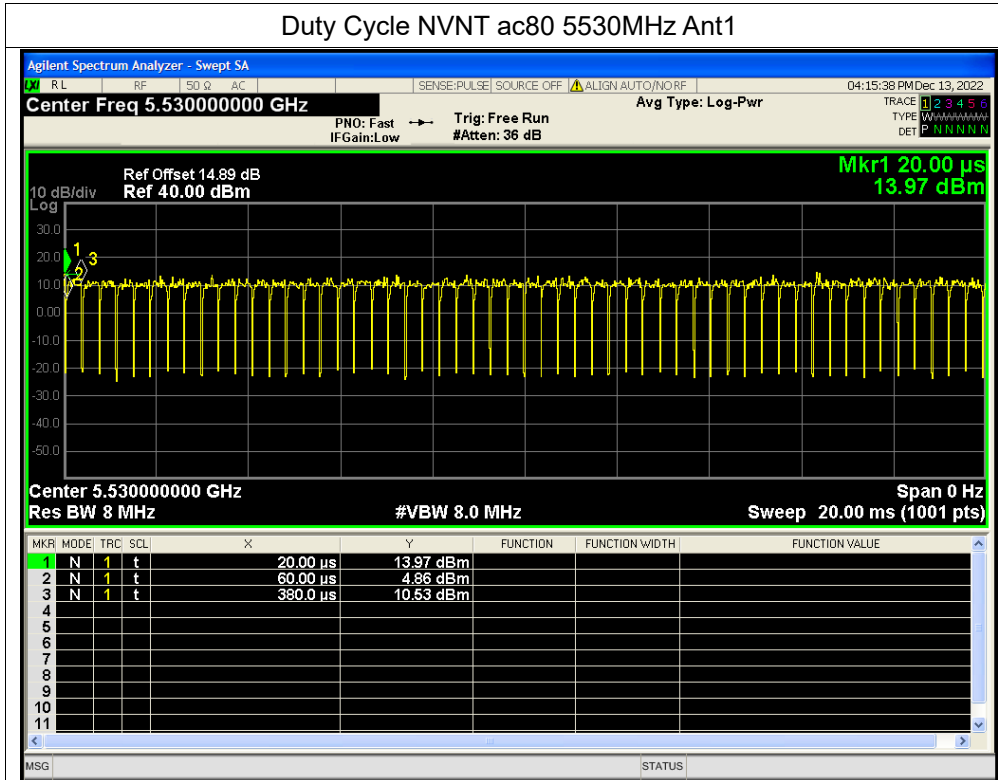 Duty Cycle NVNT ac80 5530MHz Ant1
Agilent Spectrum Analyzer - Swept SA
LXI RL RF 50 Ω AC SENSE:PULSE SOURCE OFF ALIGN AUTO/NO RF 04:15:38 PM Dec 13, 2022
Center Freq 5.530000000 GHz Avg Type: Log-Pwr TRACE 1 2 3 4 5 6
PNO: Fast Trig: Free Run TYPE WWWWWW
IFGain:Low #Atten: 36 dB DET P N N N N N
Mkr1 20.00 µs
13.97 dBm
Ref Offset 14.89 dB
10 dB/div Ref 40.00 dBm
Log
30.0
20.0
10.0
0.00
-10.0
-20.0
-30.0
-40.0
-50.0
1
2
3
Center 5.530000000 GHz Span 0 Hz
Res BW 8 MHz #VBW 8.0 MHz Sweep 20.00 ms (1001 pts)
MKR MODE TRC SCL X Y FUNCTION FUNCTION WIDTH FUNCTION VALUE
1 N 1 t 20.00 µs 13.97 dBm
2 N 1 t 60.00 µs 4.86 dBm
3 N 1 t 380.0 µs 10.53 dBm
4
5
6
7
8
9
10
11
MSG STATUS